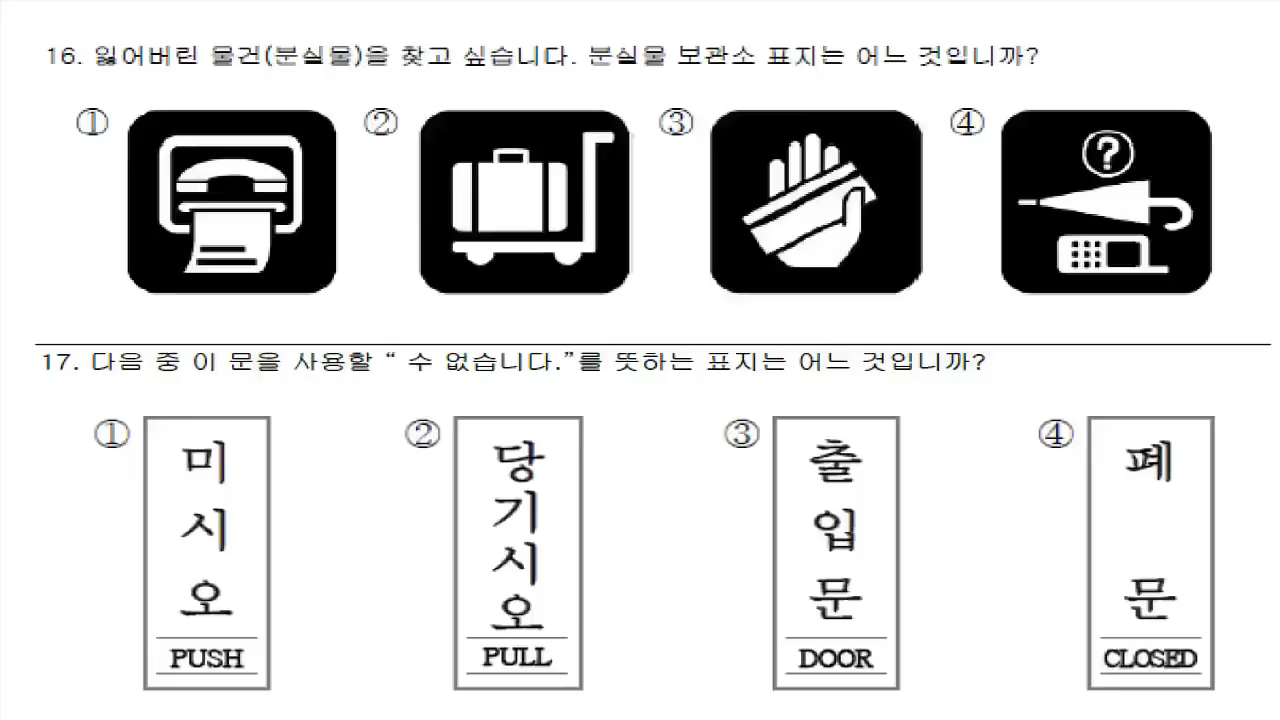 16. 잃어버린 물건(분실물)을 찾고 싶습니다. 분실물 보관소 표지는 어느 것입니까?
① ② ③ ④
?
17. 다음 중 이 문을 사용할 “ 수 없습니다.”를 뜻하는 표지는 어느 것입니까?
① 미시오 PUSH
② 당기시오 PULL
③ 출입문 DOOR
④ 폐문 CLOSED